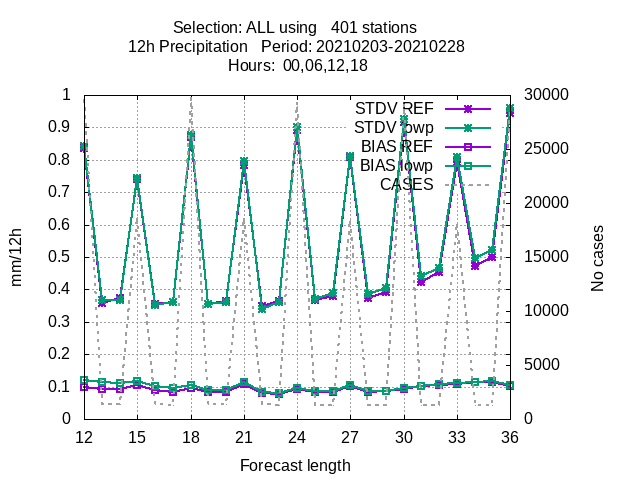 Selection: ALL using   401 stations
12h Precipitation   Period: 20210203-20210228
Hours:  00,06,12,18
1
0.9
0.8
0.7
0.6
0.5
0.4
0.3
0.2
0.1
0
30000
25000
20000
15000
10000
5000
0
STDV REF
STDV lowp
BIAS REF
BIAS lowp
CASES
mm/12h
No cases
12 15 18 21 24 27 30 33 36
Forecast length